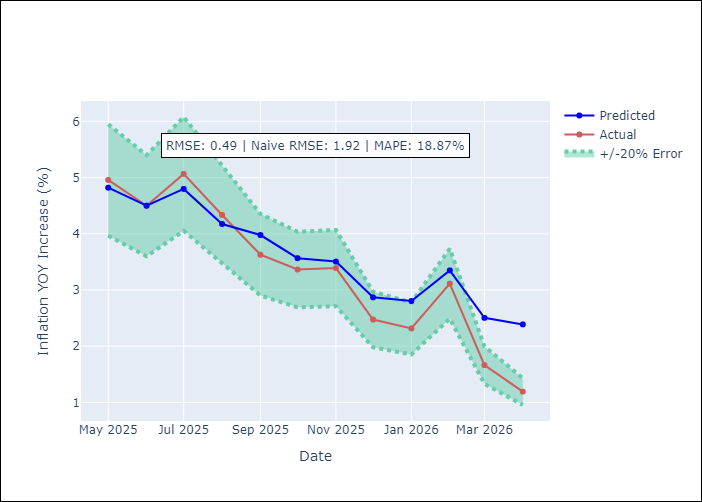 RMSE: 0.49 | Naive RMSE: 1.92 | MAPE: 18.87%
Predicted
Actual
+/-20% Error
Inflation YOY Increase (%)
6
5
4
3
2
1
May 2025 Jul 2025 Sep 2025 Nov 2025 Jan 2026 Mar 2026
Date